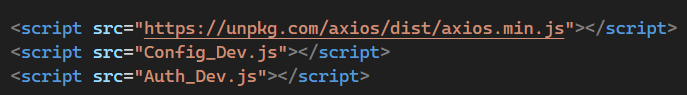 <script src="https://unpkg.com/axios/dist/axios.min.js"></script>
<script src="Config_Dev.js"></script>
<script src="Auth_Dev.js"></script>